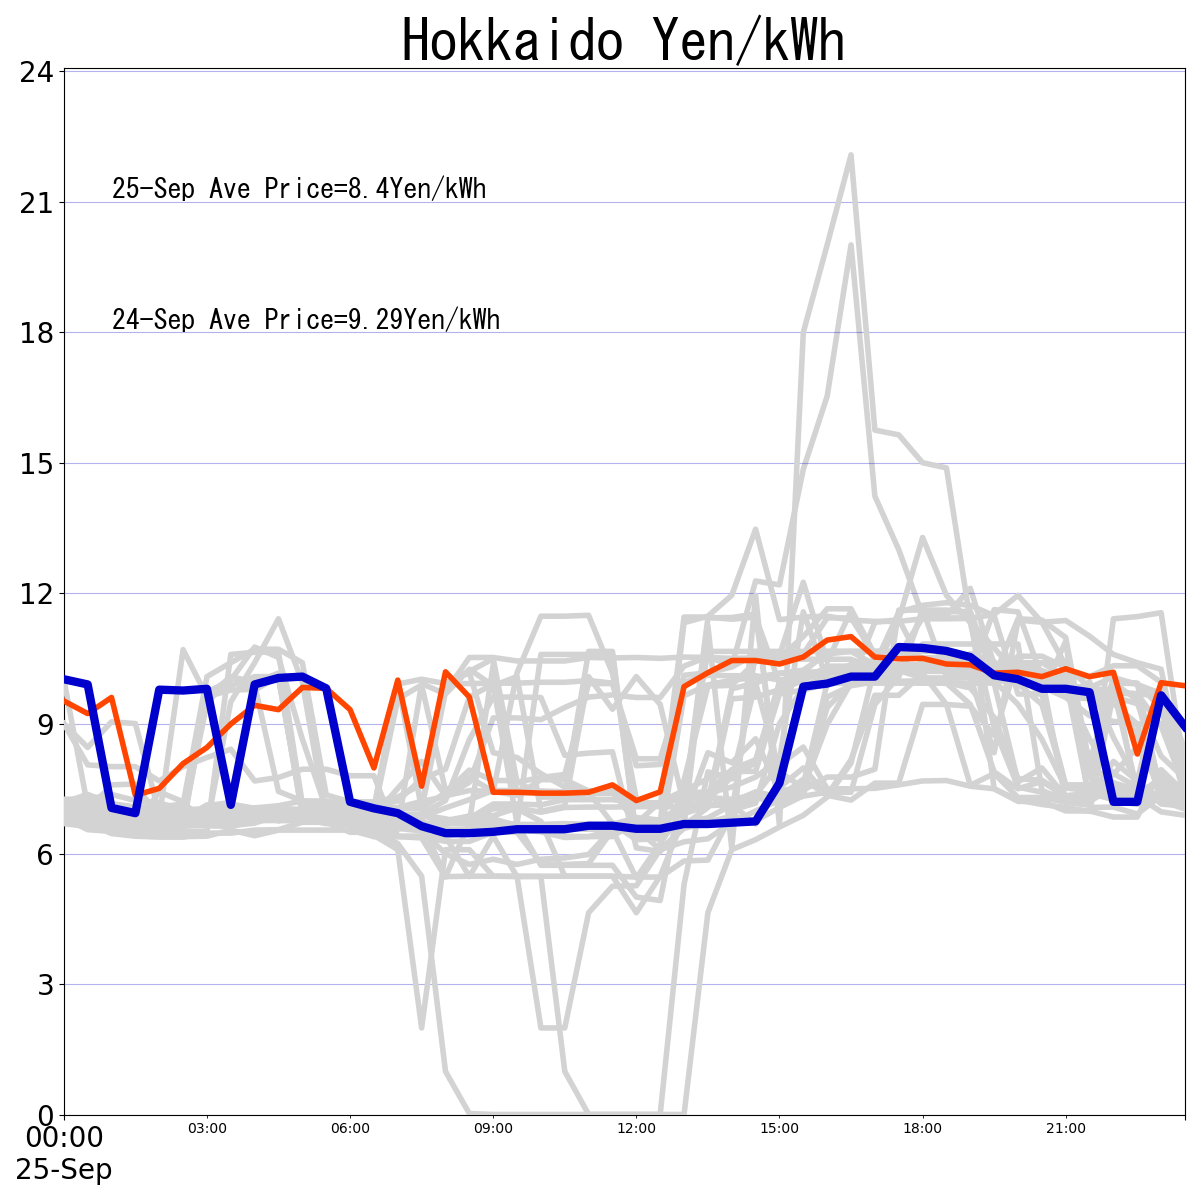 Hokkaido Yen/kWh
24
25-Sep Ave Price=8.4Yen/kWh
21
24-Sep Ave Price=9.29Yen/kWh
18
15
12
9
6
3
0
00:00 03:00 06:00 09:00 12:00 15:00 18:00 21:00
25-Sep